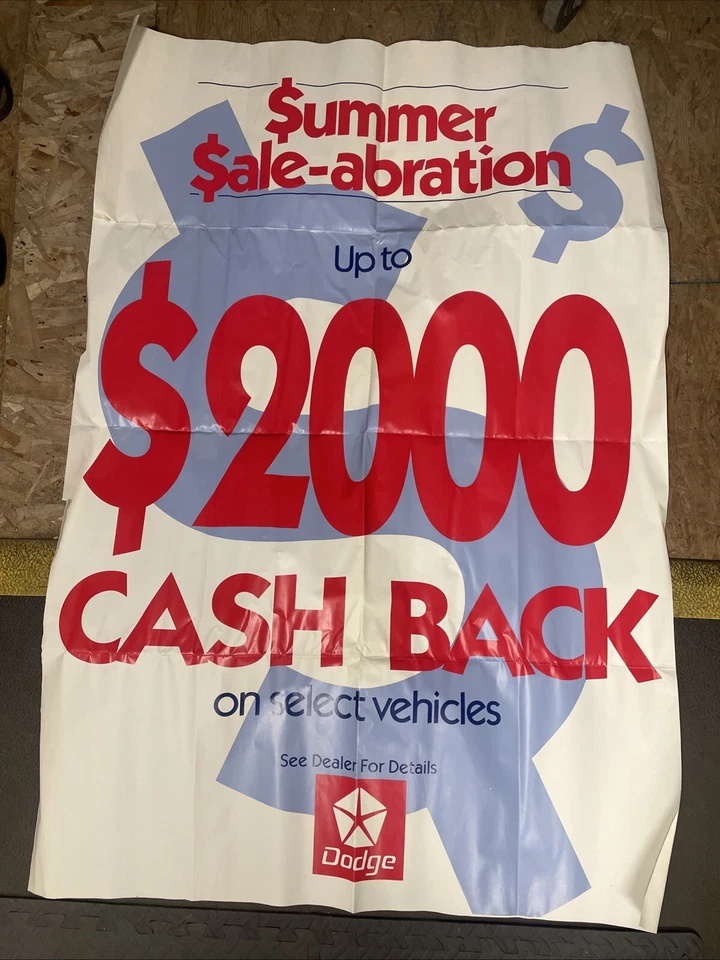 $ummer
$ale-abration
$
Up to
$2000
CASH BACK
on select vehicles
See Dealer For Details
Dodge